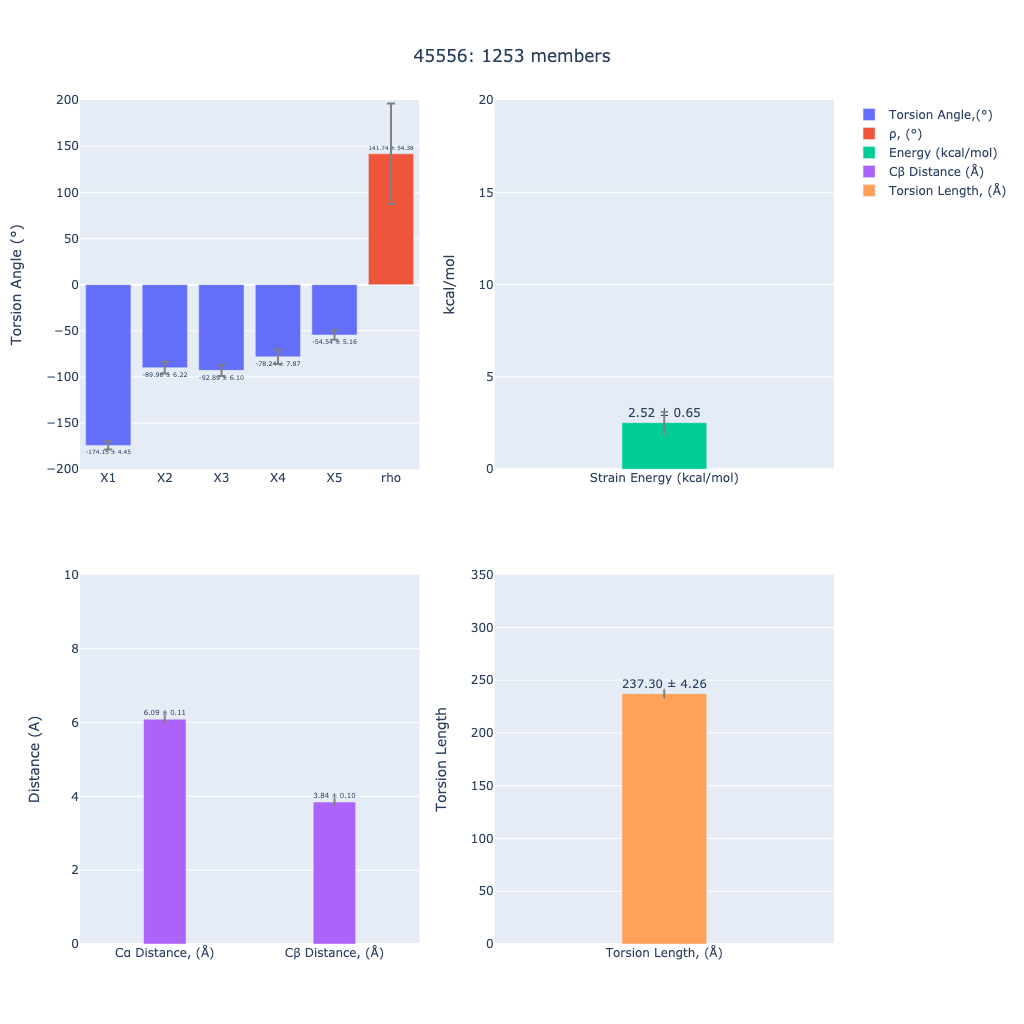 45556: 1253 members
Torsion Angle (°)
200
150
100
50
0
−50
−100
−150
−200
141.74 ± 54.38
-174.15 ± 4.45
-89.96 ± 6.22
-92.89 ± 6.10
-78.24 ± 7.87
-54.54 ± 5.16
X1 X2 X3 X4 X5 rho
kcal/mol
20
15
10
5
0
2.52 ± 0.65
Strain Energy (kcal/mol)
Torsion Angle,(°)
ρ, (°)
Energy (kcal/mol)
Cβ Distance (Å)
Torsion Length, (Å)
Distance (A)
10
8
6
4
2
0
6.09 ± 0.11
3.84 ± 0.10
Cα Distance, (Å) Cβ Distance, (Å)
Torsion Length
350
300
250
200
150
100
50
0
237.30 ± 4.26
Torsion Length, (Å)